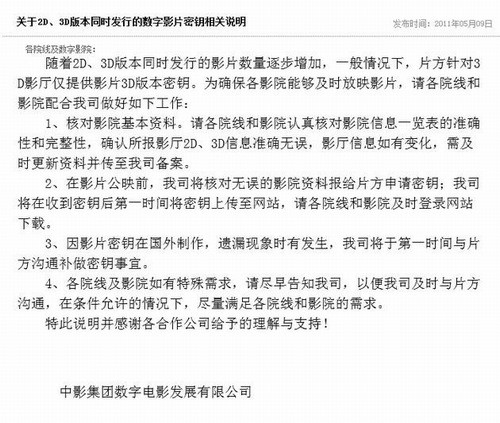 关于2D、3D版本同时发行的数字影片密钥相关说明 发布时间：2011年05月09日
各院线及数字影院:
随着2D、3D版本同时发行的影片数量逐步增加，一般情况下，片方针对3
D影厅仅提供影片3D版本密钥。为确保各影院能够及时放映影片，请各院线和
影院配合我司做好如下工作：
1、核对影院基本资料。请各院线和影院认真核对影院信息一览表的准确
性和完整性，确认所报影厅2D、3D信息准确无误，影厅信息如有变化，需及
时更新资料并传至我司备案。
2、在影片公映前，我司将核对无误的影院资料报给片方申请密钥；我司
将在收到密钥后第一时间将密钥上传至网站，请各院线和影院及时登录网站
下载。
3、因影片密钥在国外制作，遗漏现象时有发生，我司将于第一时间与片
方沟通补做密钥事宜。
4、各院线及影院如有特殊需求，请尽早告知我司，以便我司及时与片方
沟通，在条件允许的情况下，尽量满足各院线和影院的需求。
特此说明并感谢各合作公司给予的理解与支持！
中影集团数字电影发展有限公司